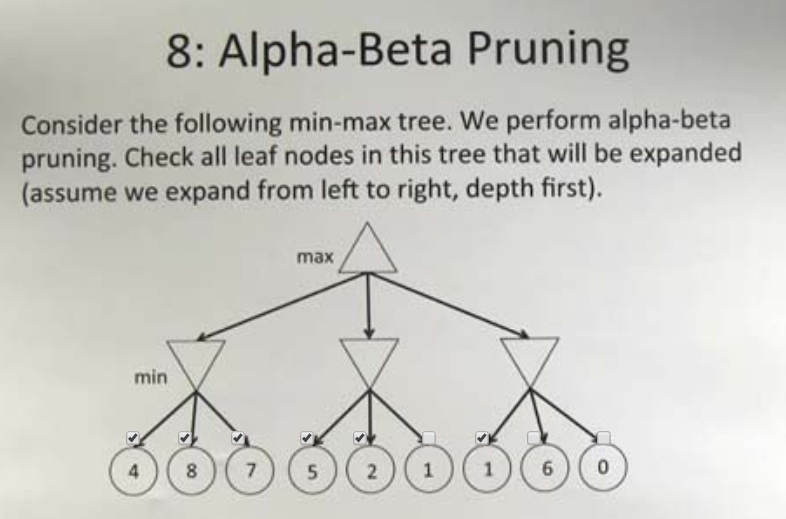 8: Alpha-Beta Pruning
Consider the following min-max tree. We perform alpha-beta
pruning. Check all leaf nodes in this tree that will be expanded
(assume we expand from left to right, depth first).
max
min
4 8 7 5 2 1 1 6 0